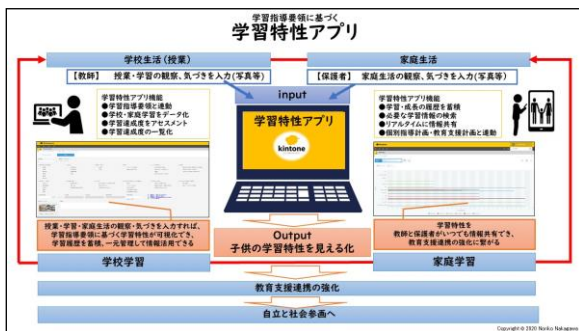 学習指導要領に基づく
学習特性アプリ
学校生活（授業）
家庭生活
【教師】 授業・学習の観察、気づきを入力(写真等)
【保護者】 家庭生活の観察、気づきを入力(写真等)
input
学習特性アプリ機能
●学習指導要領と連動
●学校・家庭学習をデータ化
●学習達成度をアセスメント
●学習達成度の一覧化
学習特性アプリ
kintone
学習特性アプリ機能
●学習・成長の履歴を蓄積
●必要な学習情報の検索
●リアルタイムに情報共有
●個別指導計画・教育支援計画と連動
授業・学習・家庭生活の観察・気づきを入力すれば、
学習指導要領に基づく学習特性が可視化でき、
学習履歴を蓄積、一元管理して情報活用できる
Output
子供の学習特性を見える化
学習特性を
教師と保護者がいつでも情報共有でき、
教育支援連携の強化に繋がる
学校学習
家庭学習
教育支援連携の強化
自立と社会参画へ
Copyright © 2020 Noriko Nakagawa